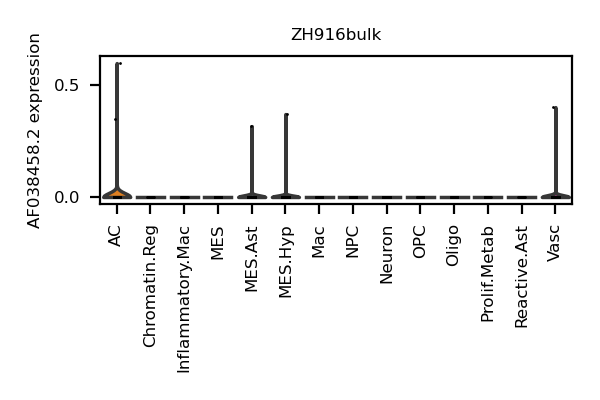 ZH916bulk
AF038458.2 expression
0.5
0.0
AC
Chromatin.Reg
Inflammatory.Mac
MES
MES.Ast
MES.Hyp
Mac
NPC
Neuron
OPC
Oligo
Prolif.Metab
Reactive.Ast
Vasc